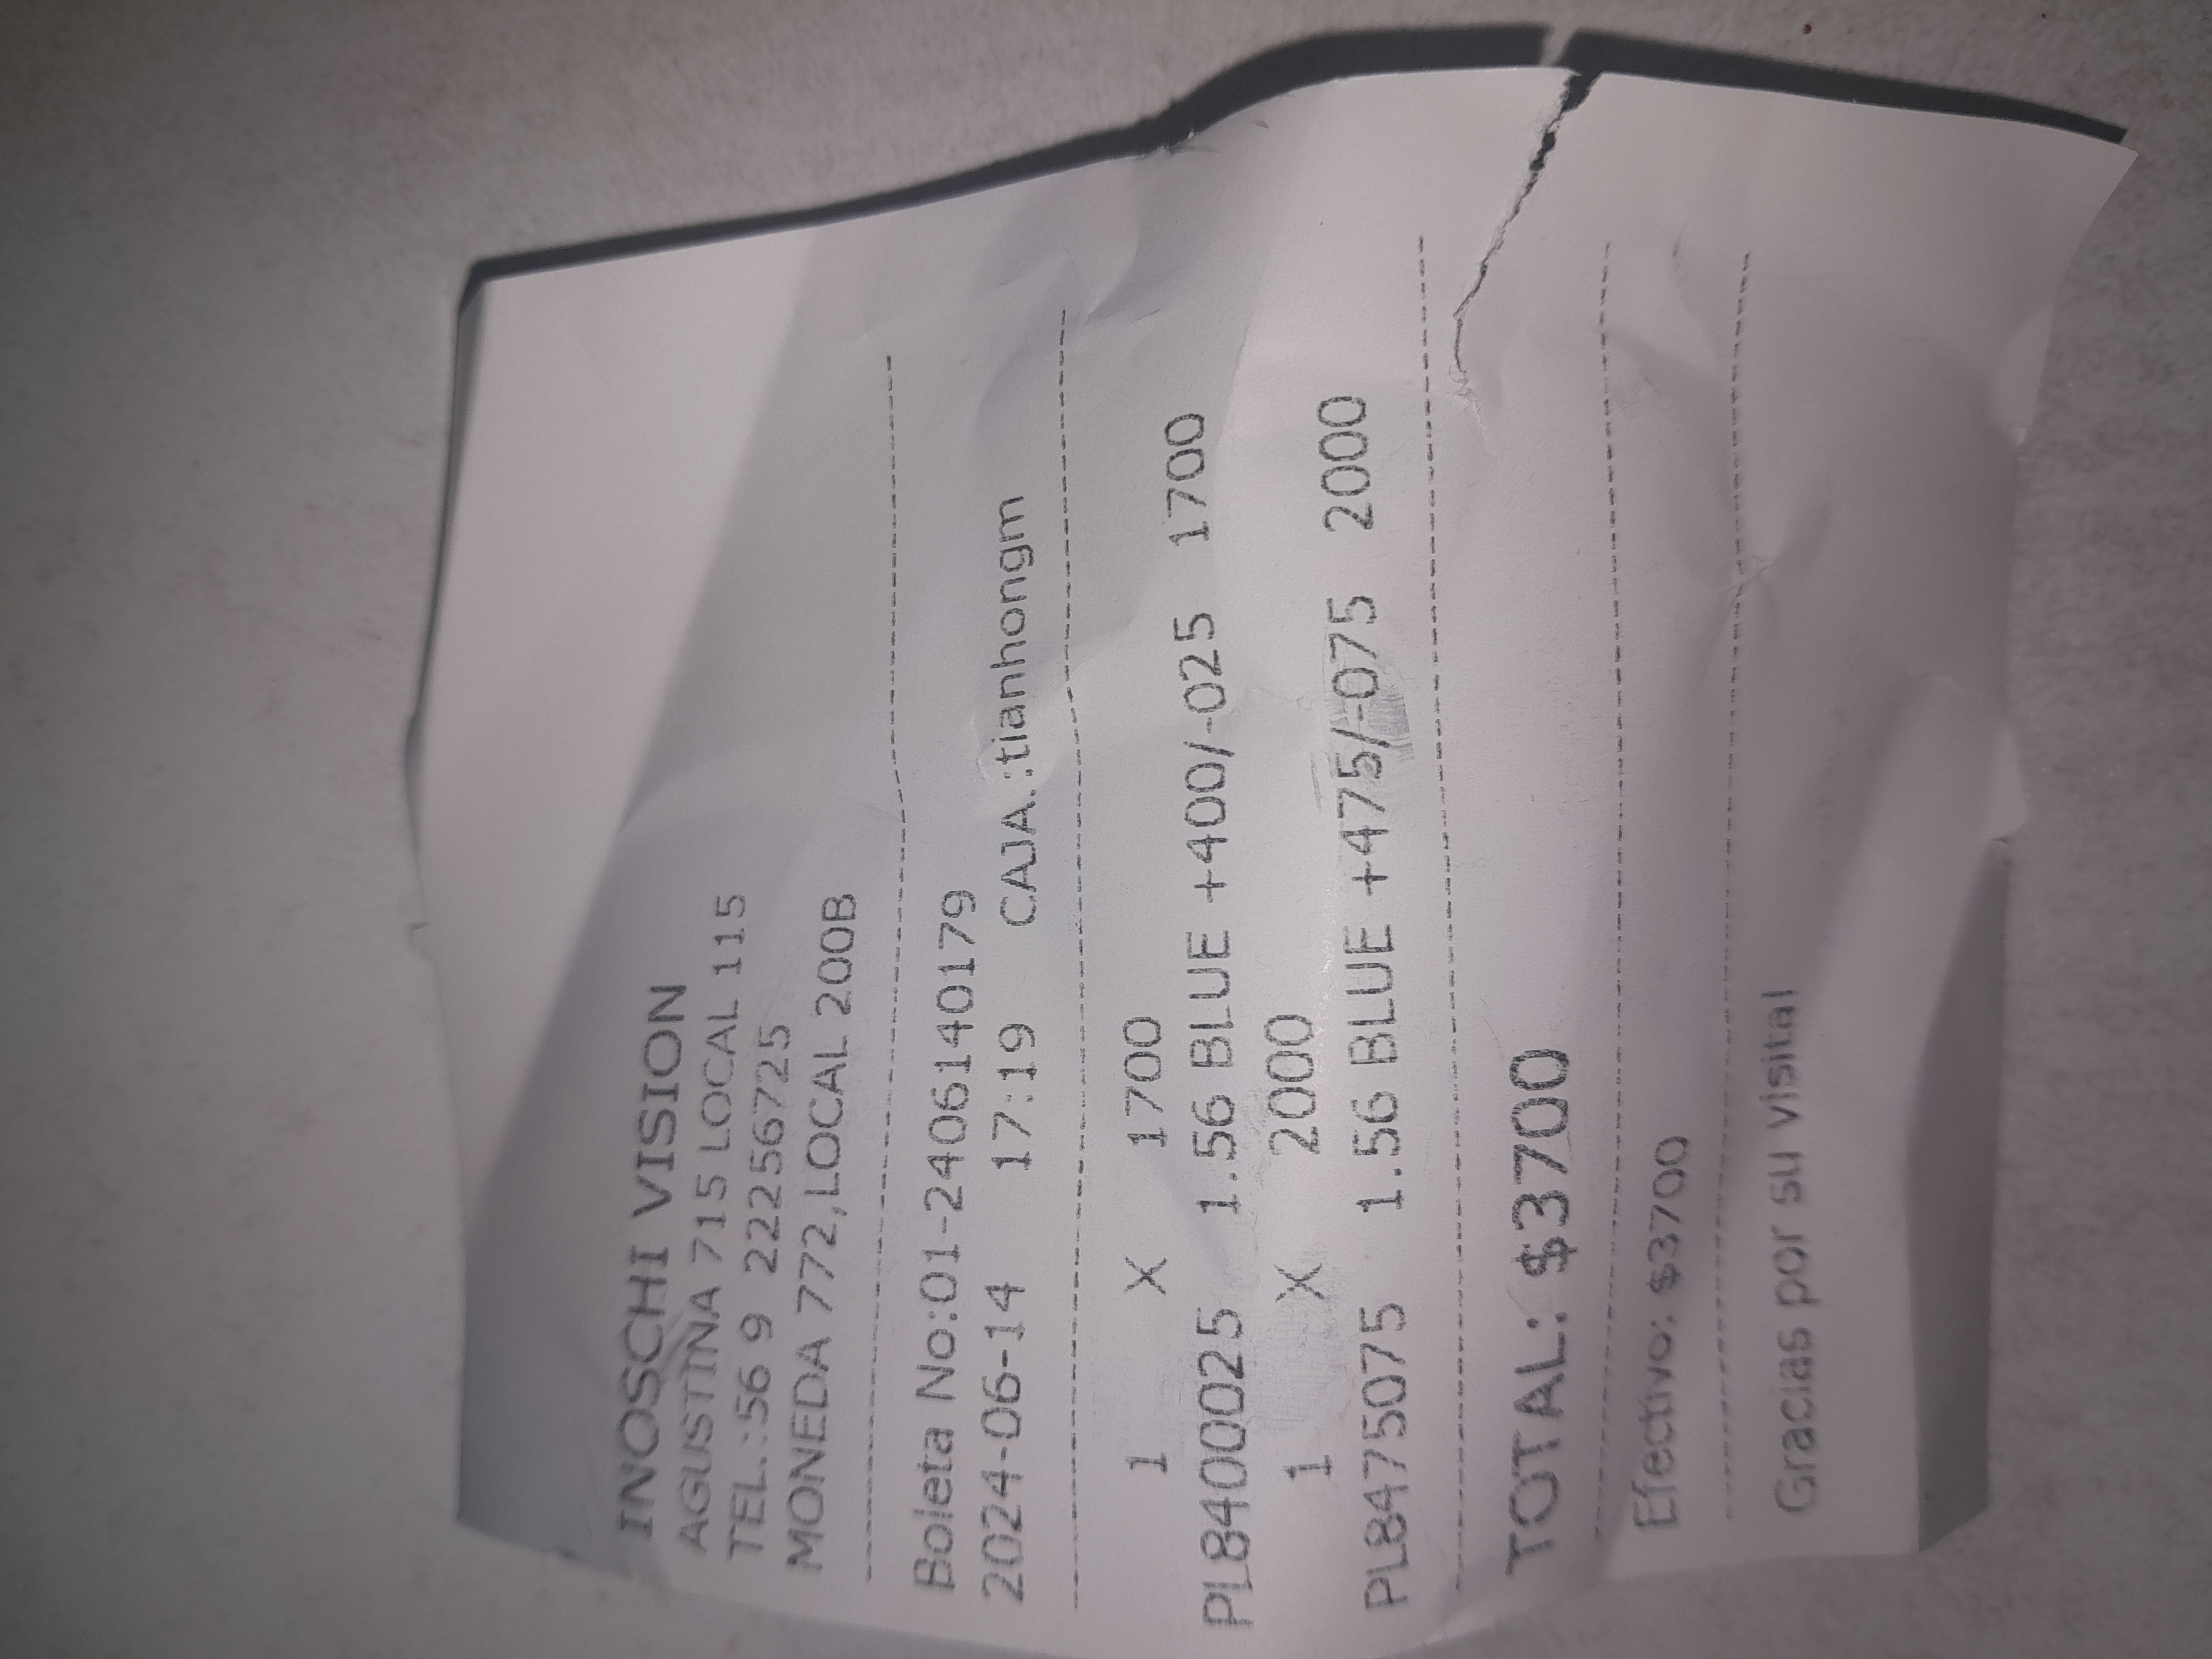 INOSCHI VISION
AGUSTINA 715 LOCAL 115
TEL.:56 9  22256725
MONEDA 772,LOCAL 200B
Boleta No:01-2406140179
2024-06-14 17:19 CAJA.:tianhongm
1 X 1700
PL8400025 1.56 BLUE +400/-025 1700
1 X 2000
PL8475075 1.56 BLUE +475/-075 2000
TOTAL: $3700
Efectivo: $3700
Gracias por su visita!